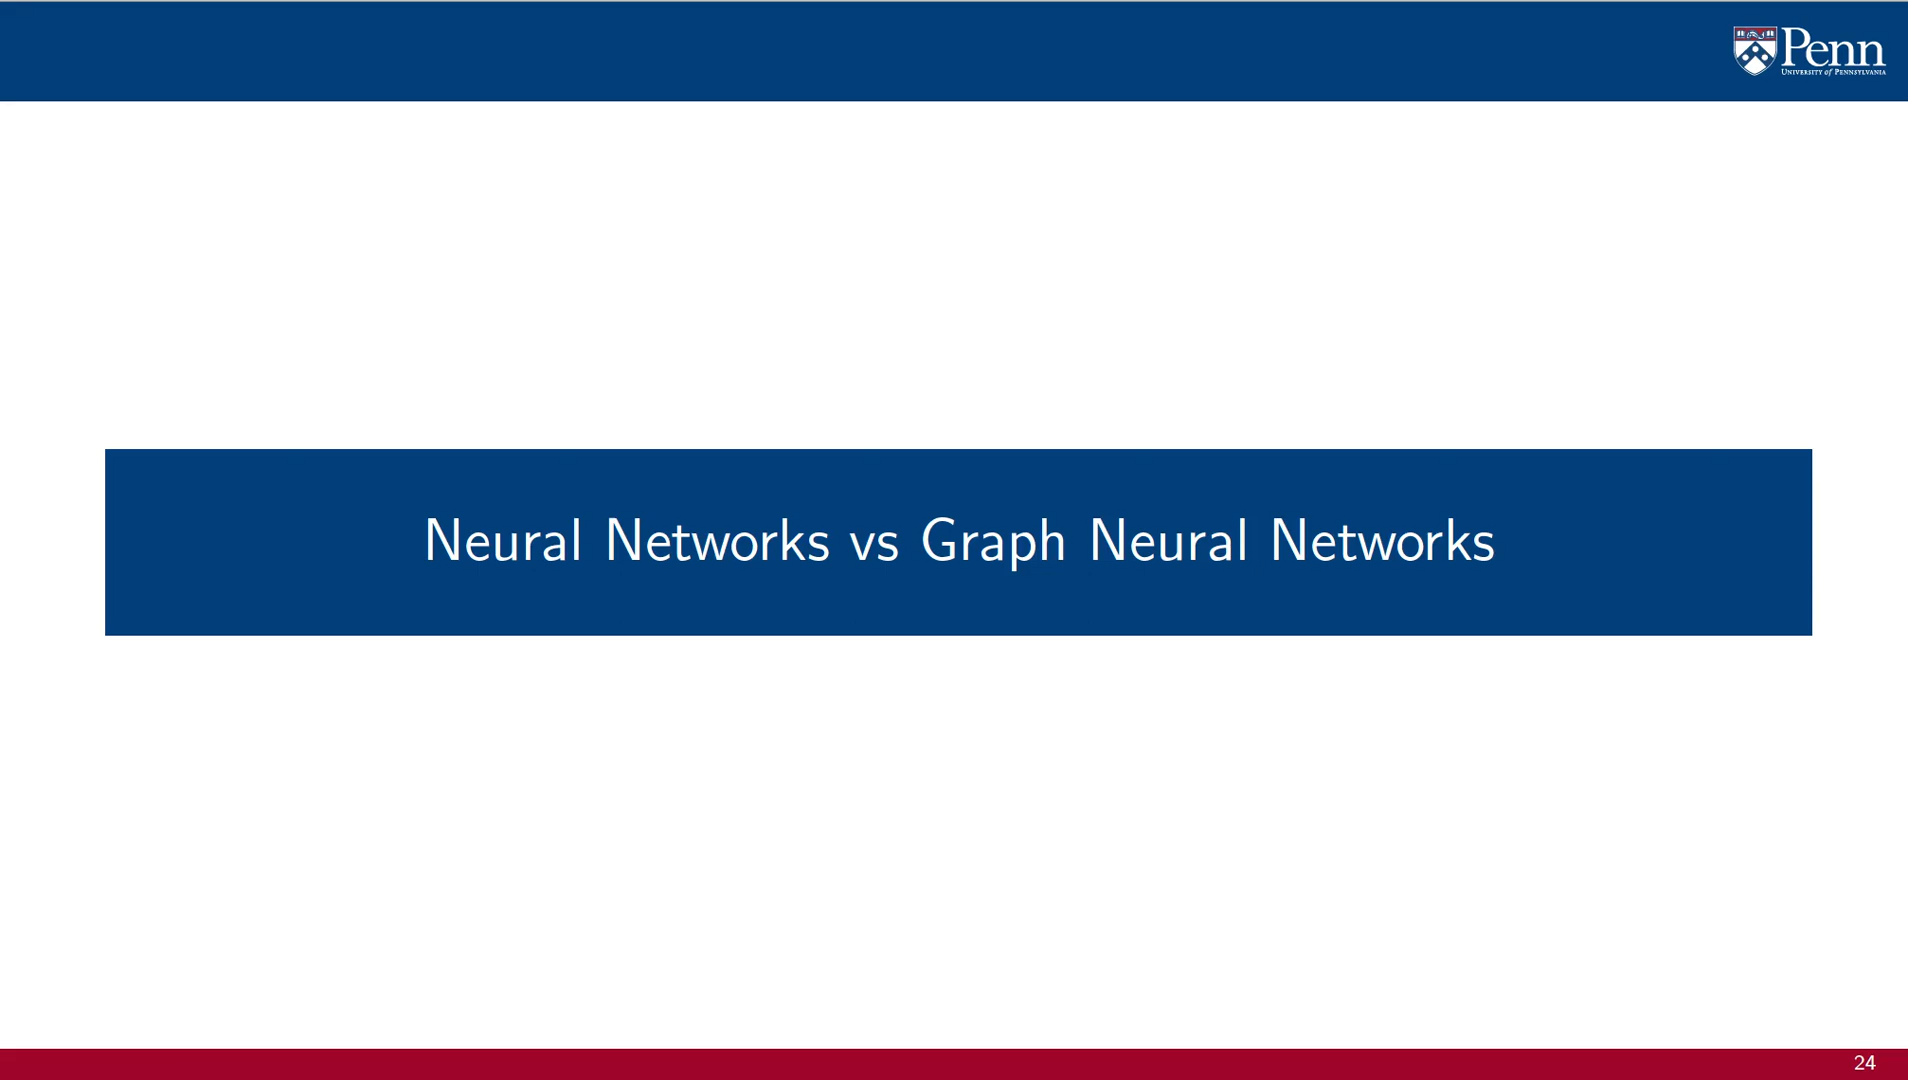 Penn
UNIVERSITY of PENNSYLVANIA
Neural Networks vs Graph Neural Networks
24